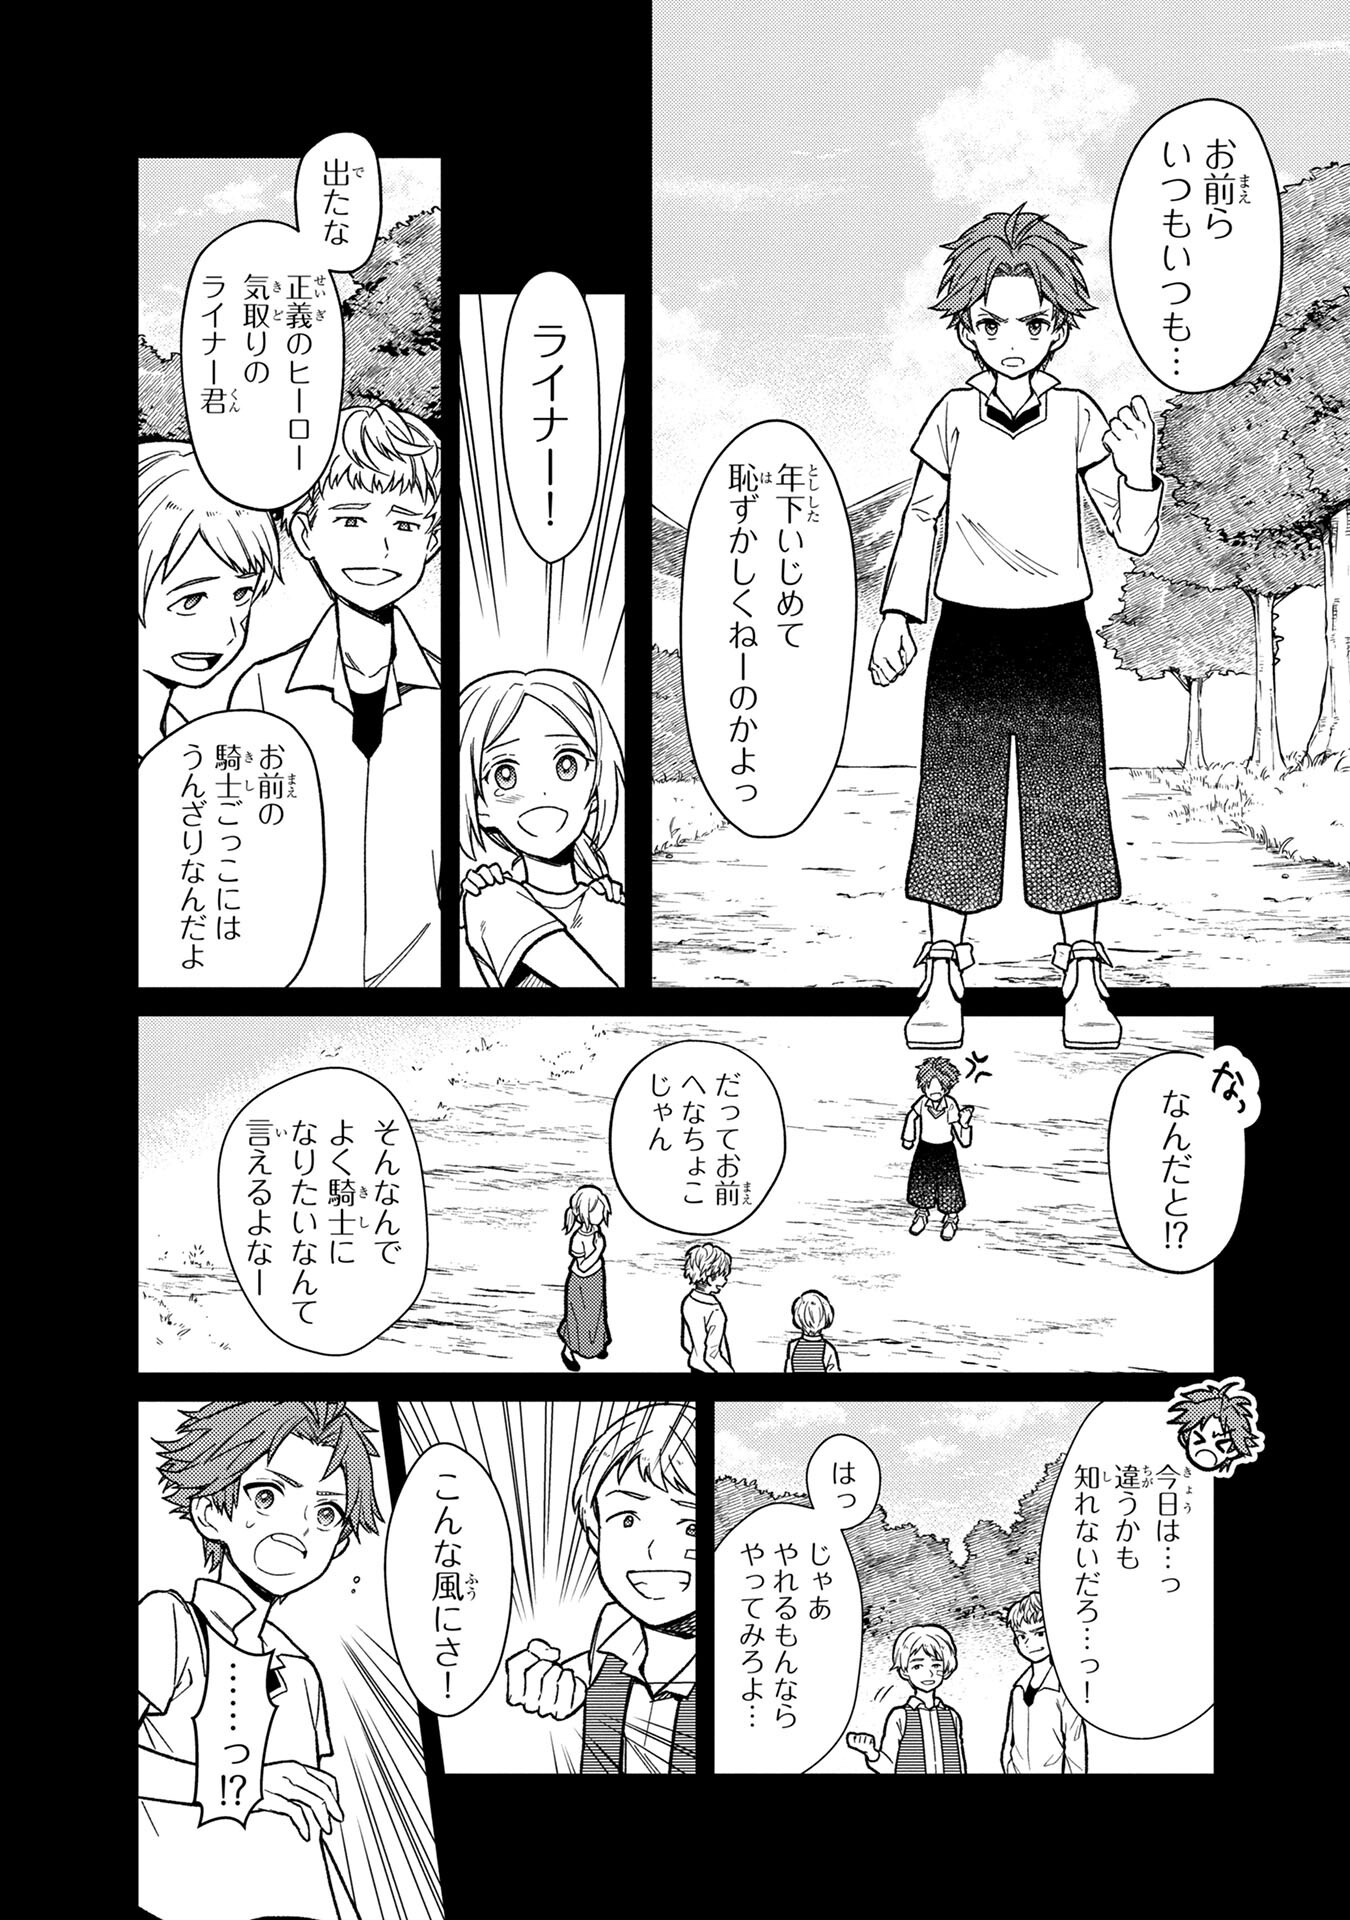 お前ら
いつもいつも…
年下いじめて
恥ずかしくねーのかよっ
ライナー！
出たな
正義のヒーロー
気取りの
ライナー君
お前の
騎士ごっこには
うんざりなんだよ
なっ
なんだと!?
だってお前
へなちょこ
じゃん
そんなんで
よく騎士に
なりたいなんて
言えるよなー
今日は…っ
違うかも
知れないだろ…っ！
はっ
じゃあ
やれるもんなら
やってみろよ…
こんな風にさ！
……っ!?